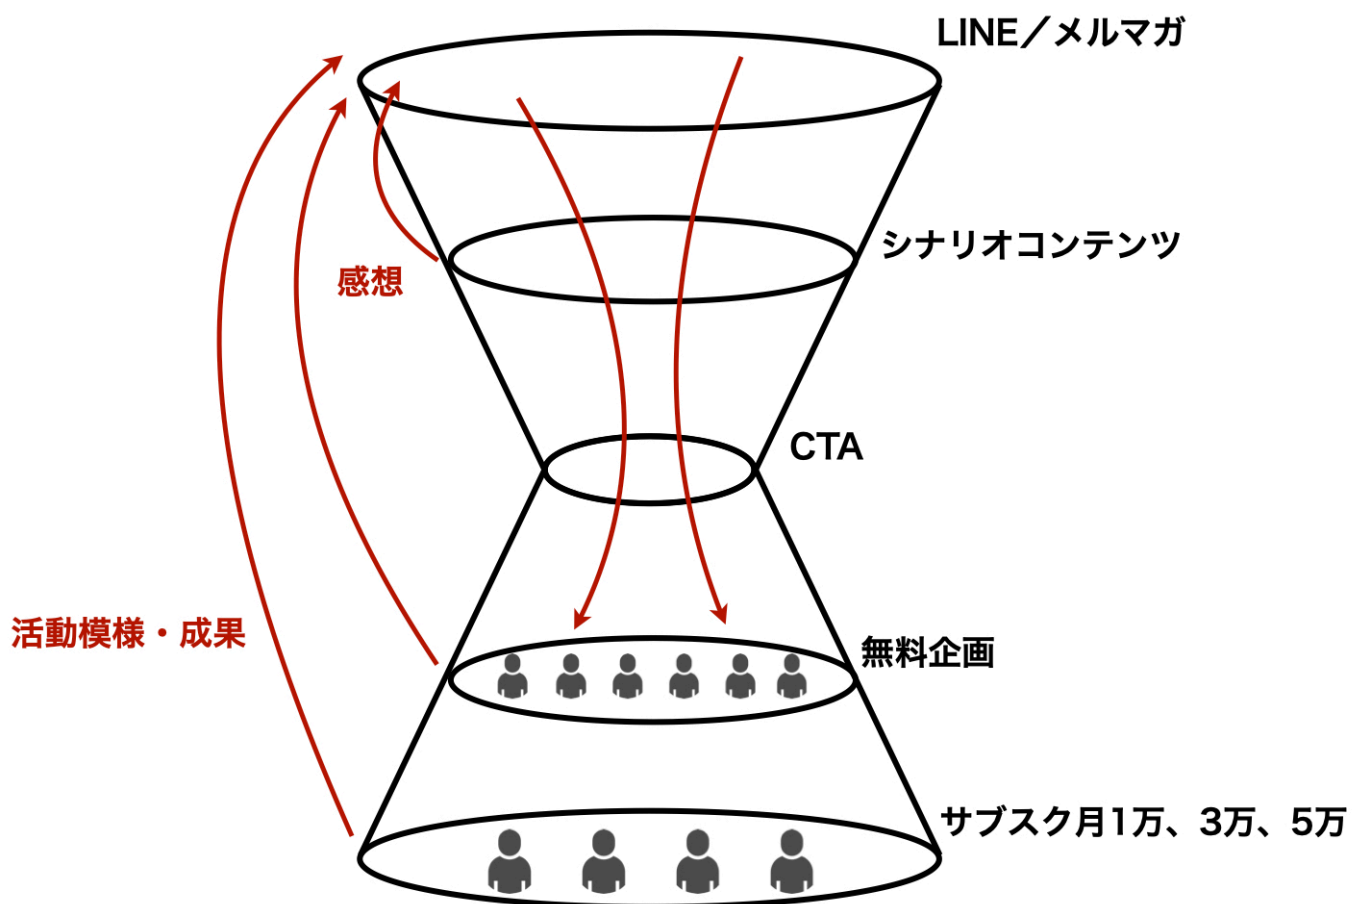 LINE／メルマガ
シナリオコンテンツ
感想
CTA
活動模様・成果
無料企画
サブスク月1万、3万、5万